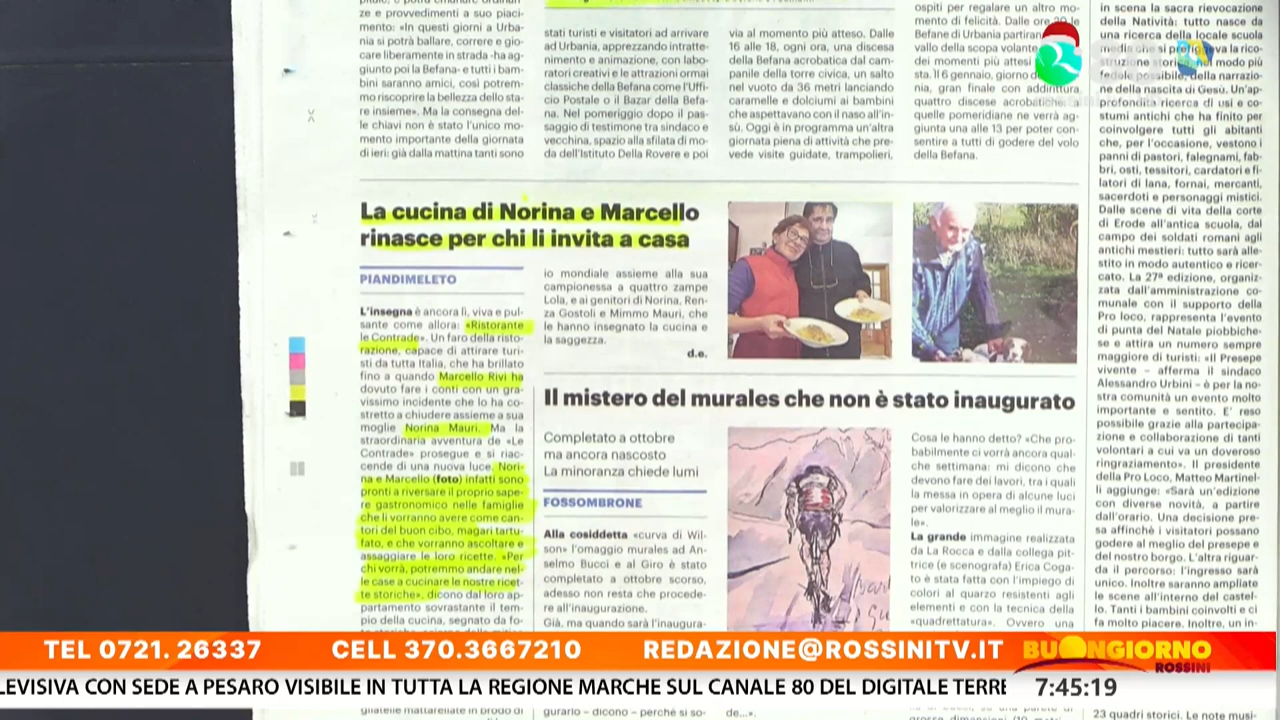 ze e provvedimenti a suo piaci-
mento: «In questi giorni a Urba-
nia si potrà ballare, correre e gio-
care liberamente in strada -ha ag-
giunto poi la Befana- e tutti i bam-
bini saranno amici, così potrem-
mo riscoprire la bellezza dello sta-
re insieme». Ma la consegna del-
le chiavi non è stato l'unico mo-
mento importante della giornata
di ieri: già dalla mattina tanti sono
stati turisti e visitatori ad arrivare
ad Urbania, apprezzando intratte-
nimento e animazione, con labo-
ratori creativi e le attrazioni ormai
classiche della Befana come l'Uffi-
cio Postale o il Bazar della Befa-
na. Nel pomeriggio dopo il pas-
saggio di testimone tra sindaco e
vecchina, spazio alla sfilata di mo-
da dell'Istituto Della Rovere e poi
via al momento più atteso. Dalle
16 alle 18, ogni ora, una discesa
della Befana acrobatica dal cam-
panile della torre civica, un salto
nel vuoto da 36 metri lanciando
caramelle e dolciumi ai bambini
che aspettavano con il naso all'in-
sù. Oggi è in programma un'altra
giornata piena di attività che pre-
vede visite guidate, trampolieri,
ospiti per regalare un altro mo-
mento di felicità. Dalle ore
Befane di Urbania partiran
vallo della scopa volante
dei momenti più attesi
sta. Il 6 gennaio, giorno d
nia, gran finale con addirittura
quattro discese acrobatiche: al
quelle pomeridiane ne verrà ag-
giunta una alle 13 per poter con-
sentire a tutti di godere del volo
della Befana.
in scena la sacra rievocazione
della Natività: tutto nasce da
una ricerca della locale scuola
media che si
ne storie nel modo più
fedele possibile, della narrazio-
ne della nascita di Gesù. Un'ap-
profondita ricerca di usi e co-
stumi antichi che ha finito per
coinvolgere tutti gli abitanti
che, per l'occasione, vestono i
panni di pastori, falegnami, fab-
bri, osti, tessitori, cardatori e fi-
latori di lana, fornai, mercanti,
sacerdoti e personaggi mistici.
Dalle scene di vita della corte
di Erode all'antica scuola, dal
campo dei soldati romani agli
antichi mestieri: tutto sarà alle-
stito in modo autentico e ricer-
cato. La 27ª edizione, organiz-
zata dall'amministrazione co-
munale con il supporto della
Pro loco, rappresenta l'evento
di punta del Natale piobbiche-
se e attira un numero sempre
maggiore di turisti: «Il Presepe
vivente – afferma il sindaco
Alessandro Urbini – è per la no-
stra comunità un evento molto
importante e sentito. E' reso
possibile grazie alla partecipa-
zione e collaborazione di tanti
volontari a cui va un doveroso
ringraziamento». Il presidente
della Pro Loco, Matteo Martinel-
li aggiunge: «Sarà un'edizione
con diverse novità, a partire
dall'orario. Una decisione pre-
sa affinché i visitatori possano
godere al meglio del presepe e
del nostro borgo. L'altra riguar-
da il percorso: l'ingresso sarà
unico. Inoltre saranno ampliate
le scene all'interno del castel-
lo. Tanti i bambini coinvolti e ci
fa molto piacere. Inoltre, un in-
23 quadri storici. Le note musi-
La cucina di Norina e Marcello
rinasce per chi li invita a casa
PIANDIMELETO
L'insegna è ancora lì, viva e pul-
sante come allora: «Ristorante
le Contrade». Un faro della risto-
razione, capace di attirare turi-
sti da tutta Italia, che ha brillato
fino a quando Marcello Rivi ha
dovuto fare i conti con un gra-
vissimo incidente che lo ha co-
stretto a chiudere assieme a sua
moglie Norina Mauri. Ma la
straordinaria avventura de «Le
Contrade» prosegue e si riac-
cende di una nuova luce. Nori-
na e Marcello (foto) infatti sono
pronti a riversare il proprio sape-
re gastronomico nelle famiglie
che li vorranno avere come can-
tori del buon cibo, magari tartu-
fato, e che vorranno ascoltare e
assaggiare le loro ricette. «Per
chi vorrà, potremmo andare nel-
le case a cucinare le nostre ricet-
te storiche», dicono dal loro ap-
partamento sovrastante il tem-
pio della cucina, segnato da fo-
io mondiale assieme alla sua
campionessa a quattro zampe
Lola, e ai genitori di Norina, Ren-
za Gostoli e Mimmo Mauri, che
le hanno insegnato la cucina e
la saggezza.
d.e.
Il mistero del murales che non è stato inaugurato
Completato a ottobre
ma ancora nascosto
La minoranza chiede lumi
FOSSOMBRONE
Alla cosiddetta «curva di Wil-
son» l'omaggio murales ad An-
selmo Bucci e al Giro è stato
completato a ottobre scorso,
adesso non resta che procede-
re all'inaugurazione.
Già, ma quando sarà l'inaugura-
gurarlo – dicono – perché si so-
de...».
Cosa le hanno detto? «Che pro-
babilmente ci vorrà ancora qual-
che settimana: mi dicono che
devono fare dei lavori, tra i quali
la messa in opera di alcune luci
per valorizzare al meglio il mura-
le».
La grande immagine realizzata
da La Rocca e dalla collega pit-
trice (e scenografa) Erica Coga-
to è stata fatta con l'impiego di
colori al quarzo resistenti agli
elementi e con la tecnica della
«quadrettatura». Ovvero una
TEL 0721. 26337 CELL 370.3667210 REDAZIONE@ROSSINITV.IT
BUONGIORNO
ROSSINI
LEVISIVA CON SEDE A PESARO VISIBILE IN TUTTA LA REGIONE MARCHE SUL CANALE 80 DEL DIGITALE TERRE
7:45:19